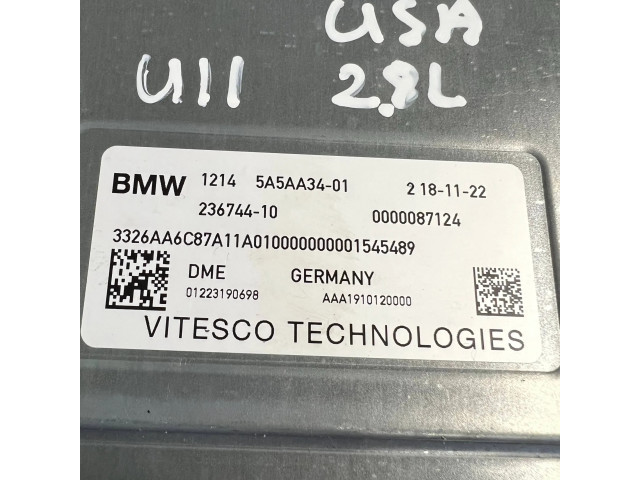 USA
U11 2.8L
BMW 1214 5A5AA34-01 2 18-11-22
236744-10 0000087124
3326AA6C87A11A010000000001545489
DME GERMANY
01223190698 AAA1910120000
VITESCO TECHNOLOGIES